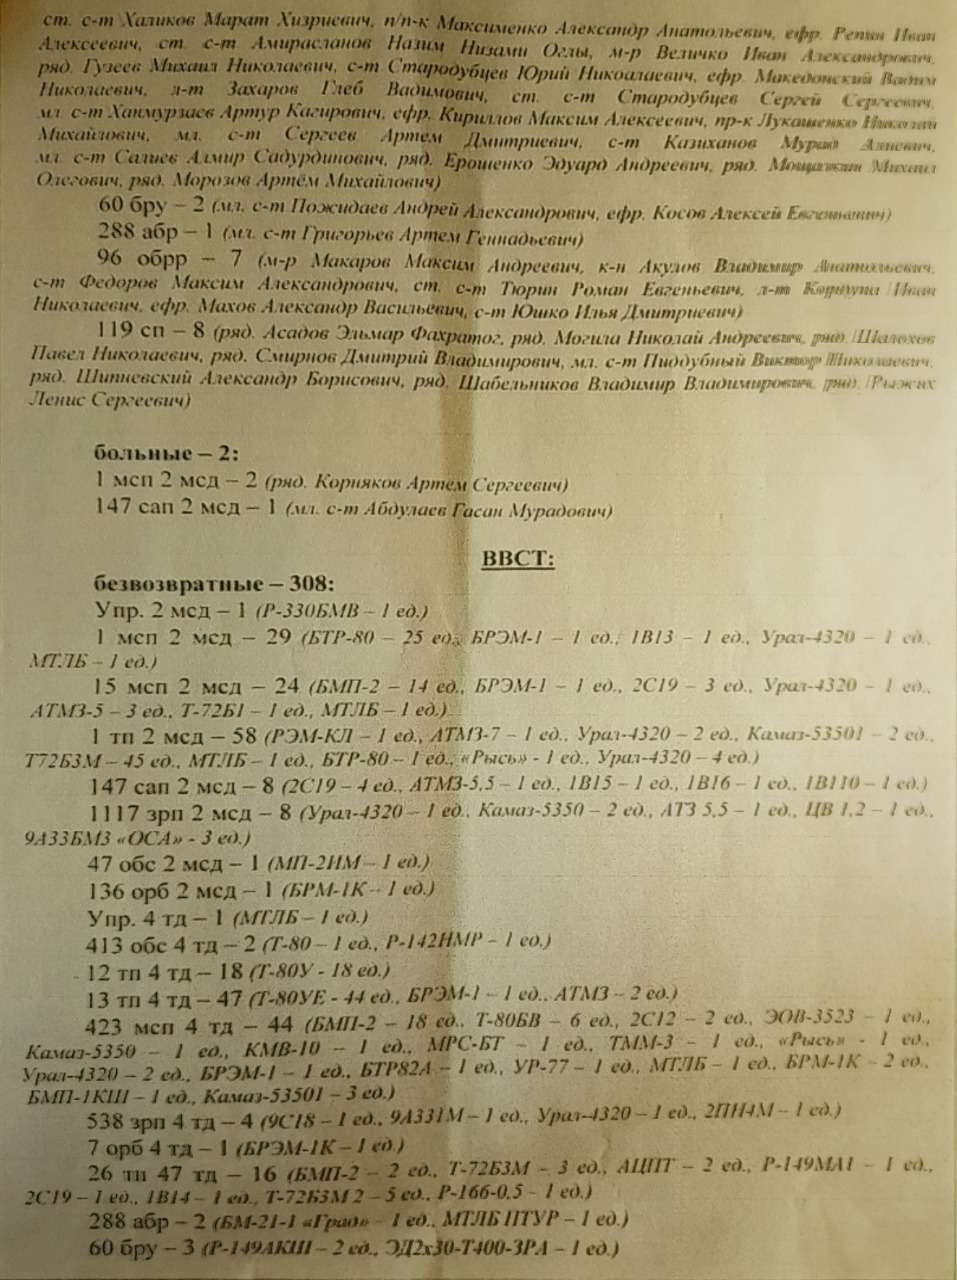 ст. с-т Халиков Марат Хизриевич, п/п-к Максименко Александр Анатольевич, ефр. Репин Иван
Алексеевич, ст. с-т Амирасланов Назим Низами Оглы, м-р Величко Иван Александрович,
ряд. Гузеев Михаил Николаевич, с-т Стародубцев Юрий Никоалаевич, ефр. Македонский Вадим
Николаевич, л-т Захаров Глеб Вадимович, ст. с-т Стародубцев Сергей Сергеевич,
мл. с-т Ханмурзаев Артур Кагирович, ефр. Кириллов Максим Алексеевич, пр-к Лукашенко Николай
Михайлович, мл. с-т Сергеев Артем Дмитриевич, с-т Казиханов Мурад Алиевич,
мл. с-т Салиев Алмир Садурдинович, ряд. Ерошенко Эдуард Андреевич, ряд. Михаил
Олегович, ряд. Морозов Артём Михайлович)
60 бру – 2 (мл. с-т Пожидаев Андрей Александрович, ефр. Косов Алексей Евгеньевич)
288 абр – 1 (мл. с-т Григорьев Артем Геннадьевич)
96 обрр – 7 (м-р Макаров Максим Андреевич, к-н Акулов Владимир Анатольевич,
с-т Федоров Максим Александрович, ст. с-т Тюрин Роман Евгеньевич, л-т Иван
Николаевич, ефр. Махов Александр Васильевич, с-т Юшко Илья Дмитриевич)
119 сп – 8 (ряд. Асадов Эльмар Фахратог, ряд. Могила Николай Андреевич, ряд. Шалохов
Павел Николаевич, ряд. Смирнов Дмитрий Владимирович, мл. с-т Пиддубный Виктор Николаевич,
ряд. Шипневский Александр Борисович, ряд. Шабельников Владимир Владимирович, ряд. Рыжих
Денис Сергеевич)
больные – 2:
1 мсп 2 мсд – 2 (ряд. Корняков Артем Сергеевич)
147 сап 2 мсд – 1 (мл. с-т Абдулаев Гасан Мурадович)
ВВСТ:
безвозвратные – 308:
Упр. 2 мсд – 1 (Р-330БМВ – 1 ед.)
1 мсп 2 мсд – 29 (БТР-80 – 25 ед., БРЭМ-1 – 1 ед., 1В13 – 1 ед., Урал-4320 – 1 ед.,
МТЛБ – 1 ед.)
15 мсп 2 мсд – 24 (БМП-2 – 14 ед., БРЭМ-1 – 1 ед., 2С19 – 3 ед., Урал-4320 – 1 ед.,
АТМЗ-5 – 3 ед., Т-72Б1 – 1 ед., МТЛБ – 1 ед.)
1 тп 2 мсд – 58 (РЭМ-КЛ – 1 ед., АТМЗ-7 – 1 ед., Урал-4320 – 2 ед., Камаз-53501 – 2 ед.,
Т72Б3М – 45 ед., МТЛБ – 1 ед., БТР-80 – 1 ед., «Рысь» - 1 ед., Урал-4320 – 4 ед.)
147 сап 2 мсд – 8 (2С19 – 4 ед., АТМЗ-5,5 – 1 ед., 1В15 – 1 ед., 1В16 – 1 ед., 1В110 – 1 ед.)
1117 зрп 2 мсд – 8 (Урал-4320 – 1 ед., Камаз-5350 – 2 ед., АТЗ 5,5 – 1 ед., ЦВ 1,2 – 1 ед.,
9А33БМ3 «ОСА» - 3 ед.)
47 обс 2 мсд – 1 (МП-2ИМ – 1 ед.)
136 орб 2 мсд – 1 (БРМ-1К – 1 ед.)
Упр. 4 тд – 1 (МТЛБ – 1 ед.)
413 обс 4 тд – 2 (Т-80 – 1 ед., Р-142НМР – 1 ед.)
12 тп 4 тд – 18 (Т-80У - 18 ед.)
13 тп 4 тд – 47 (Т-80УЕ - 44 ед., БРЭМ-1 – 1 ед., АТМЗ – 2 ед.)
423 мсп 4 тд – 44 (БМП-2 – 18 ед., Т-80БВ – 6 ед., 2С12 – 2 ед., ЭОВ-3523 – 1 ед.,
Камаз-5350 – 1 ед., КМВ-10 – 1 ед., МРС-БТ – 1 ед., ТММ-3 – 1 ед., «Рысь» - 1 ед.,
Урал-4320 – 2 ед., БРЭМ-1 – 1 ед., БТР82А – 1 ед., УР-77 – 1 ед., МТЛБ – 1 ед., БРМ-1К – 2 ед.,
БМП-1КШ – 1 ед., Камаз-53501 – 3 ед.)
538 зрп 4 тд – 4 (9С18 – 1 ед., 9А331М – 1 ед., Урал-4320 – 1 ед., 2ПН4М – 1 ед.)
7 орб 4 тд – 1 (БРЭМ-1К – 1 ед.)
26 тп 47 тд – 16 (БМП-2 – 2 ед., Т-72Б3М – 3 ед., АЦПТ – 2 ед., Р-149МА1 – 1 ед.,
2С19 – 1 ед., 1В14 – 1 ед., Т-72Б3М 2 – 5 ед., Р-166-0,5 – 1 ед.)
288 абр – 2 (БМ-21-1 «Град» – 1 ед., МТЛБ ПТУР – 1 ед.)
60 бру – 3 (Р-149АКШ – 2 ед., ЭД2х30-Т400-3РА – 1 ед.)